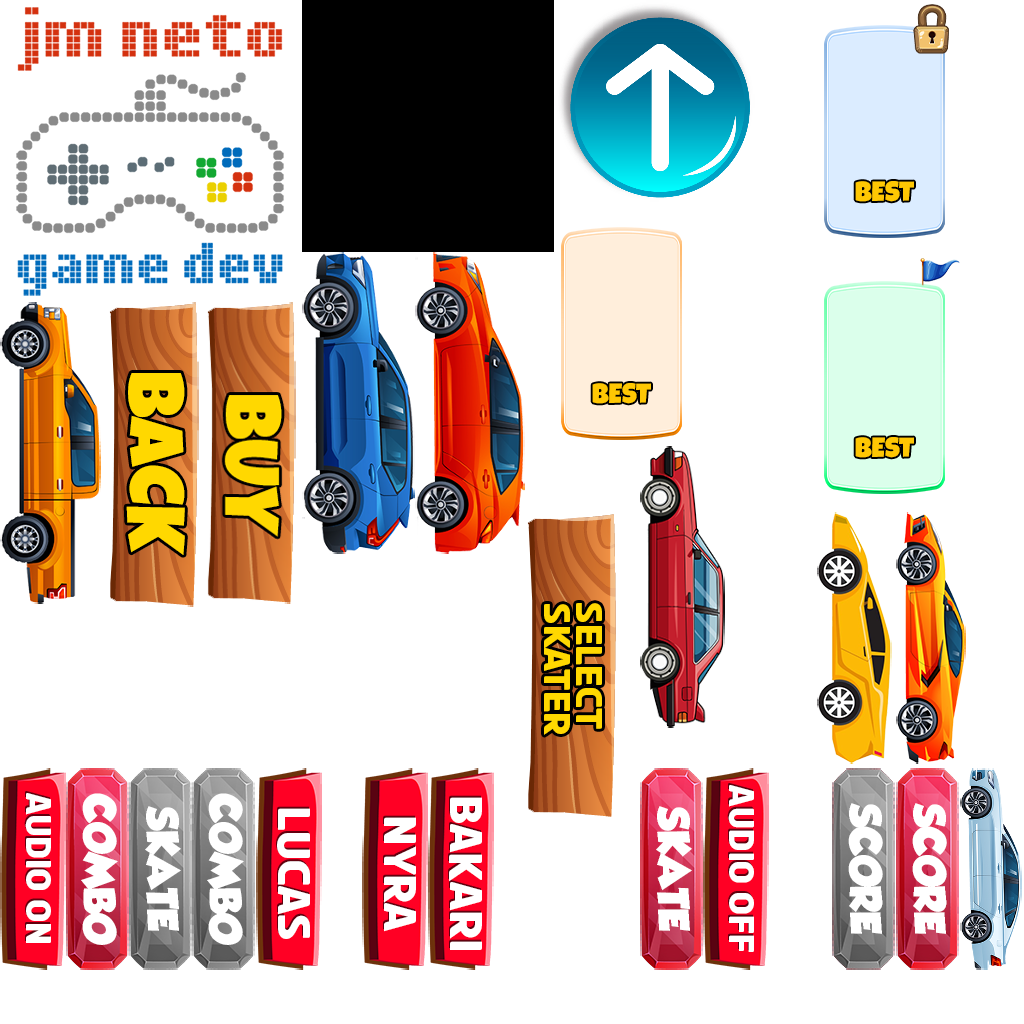 jm neto
game dev
BEST
BEST
BEST
BACK
BUY
SELECT
SKATER
AUDIO ON
COMBO
SKATE
COMBO
LUCAS
NYRA
BAKARI
SKATE
AUDIO OFF
SCORE
SCORE